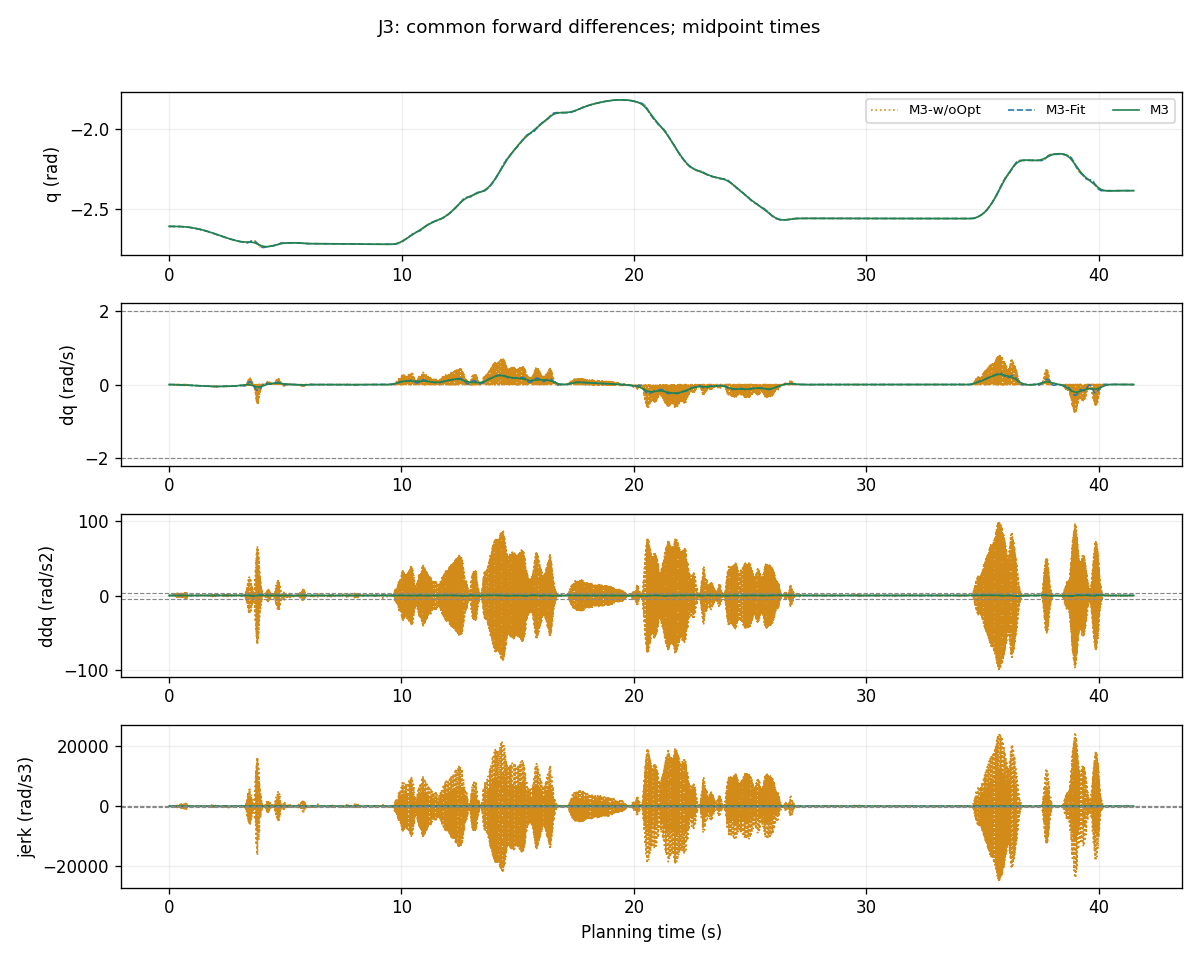 J3: common forward differences; midpoint times
M3-w/oOpt M3-Fit M3
q (rad)
−2.0
−2.5
0 10 20 30 40
dq (rad/s)
2
0
−2
0 10 20 30 40
ddq (rad/s2)
100
0
−100
0 10 20 30 40
jerk (rad/s3)
20000
0
−20000
0 10 20 30 40
Planning time (s)